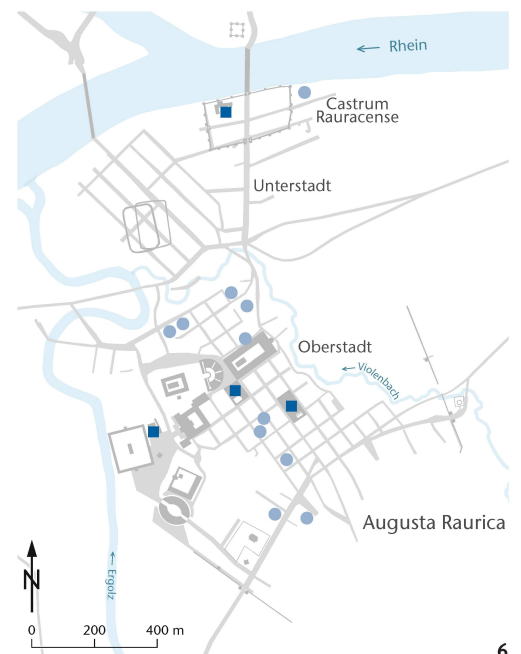 Rhein
Castrum
Rauracense
Unterstadt
Oberstadt
Violenbach
Augusta Raurica
Ergolz
N
0 200 400 m
6